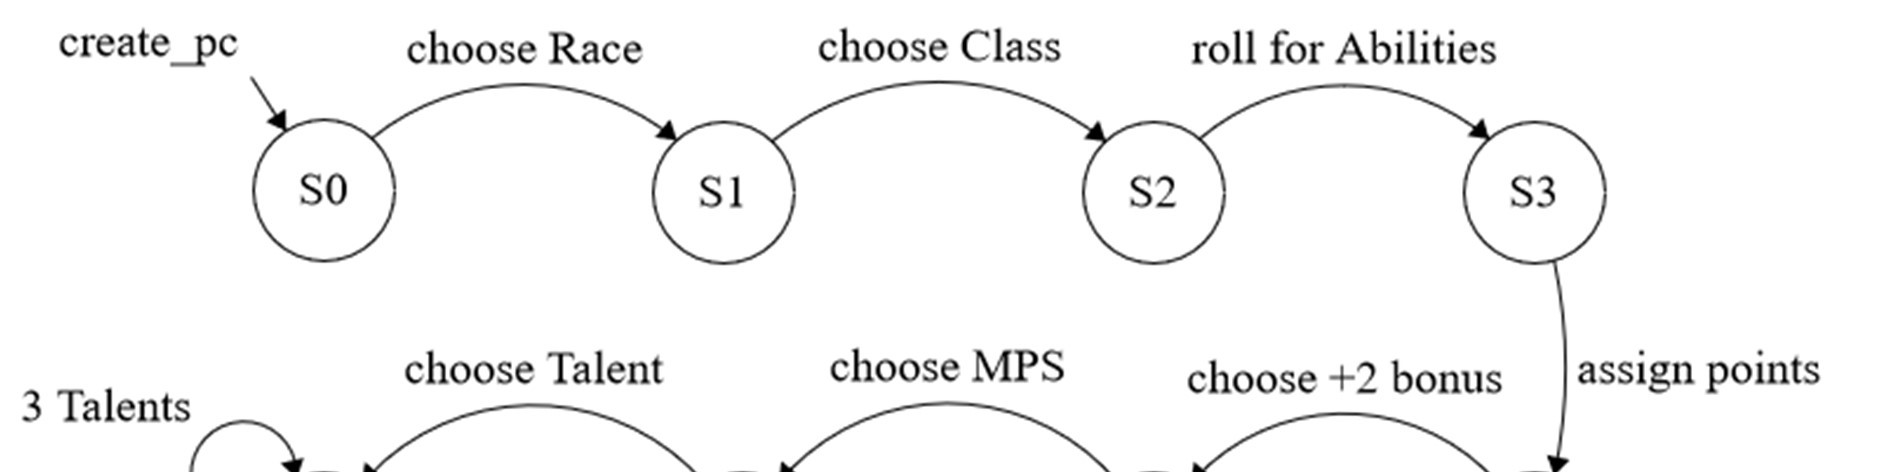 create_pc
choose Race
choose Class
roll for Abilities
S0
S1
S2
S3
choose Talent
choose MPS
choose +2 bonus
assign points
3 Talents